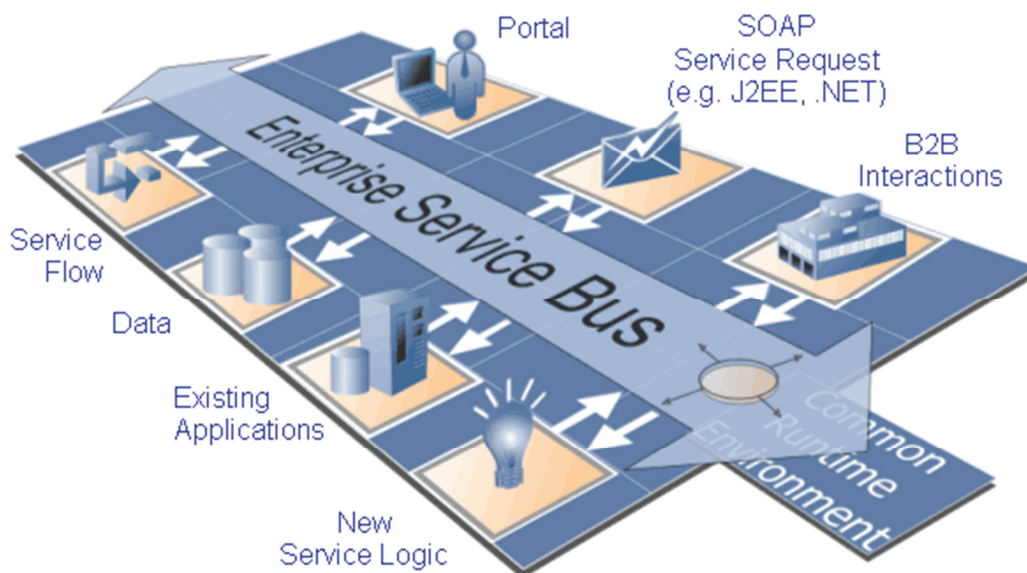 Portal
SOAP
Service Request
(e.g. J2EE, .NET)
B2B
Interactions
Enterprise Service Bus
Service
Flow
Data
Existing
Applications
New
Service Logic
Common
Runtime
Environment